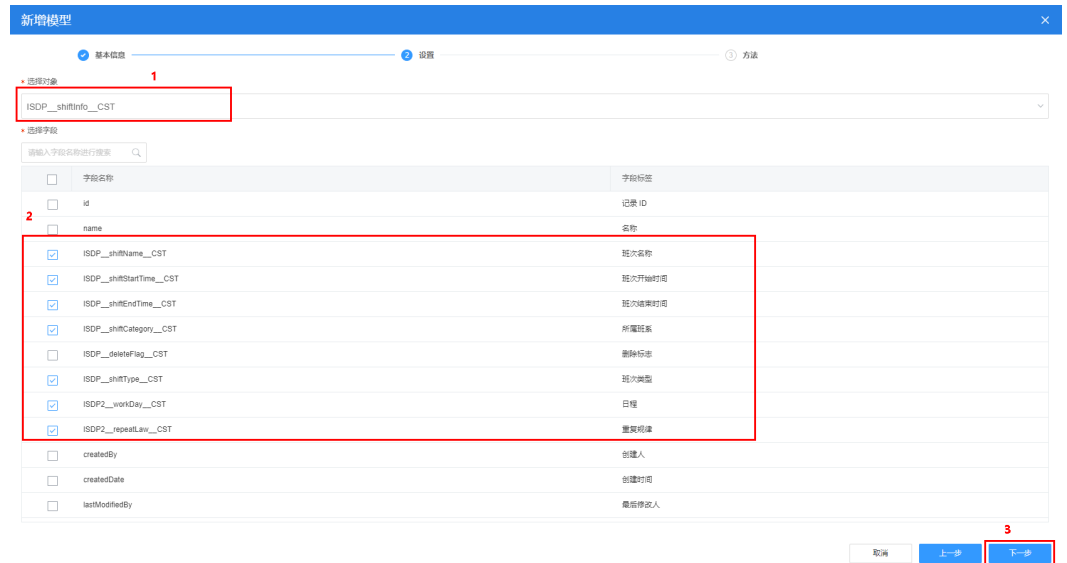 新增模型
基本信息 2 设置 3 方法
1
* 选择对象
ISDP__shiftInfo__CST
* 选择字段
请输入字段名称进行搜索
字段名称 字段标签
id 记录 ID
2
name 名称
ISDP__shiftName__CST 班次名称
ISDP__shiftStartTime__CST 班次开始时间
ISDP__shiftEndTime__CST 班次结束时间
ISDP__shiftCategory__CST 所属班系
ISDP__deleteFlag__CST 删除标志
ISDP__shiftType__CST 班次类型
ISDP2__workDay__CST 日程
ISDP2__repeatLaw__CST 重复规律
createdBy 创建人
createdDate 创建时间
lastModifiedBy 最后修改人
3
取消 上一步 下一步